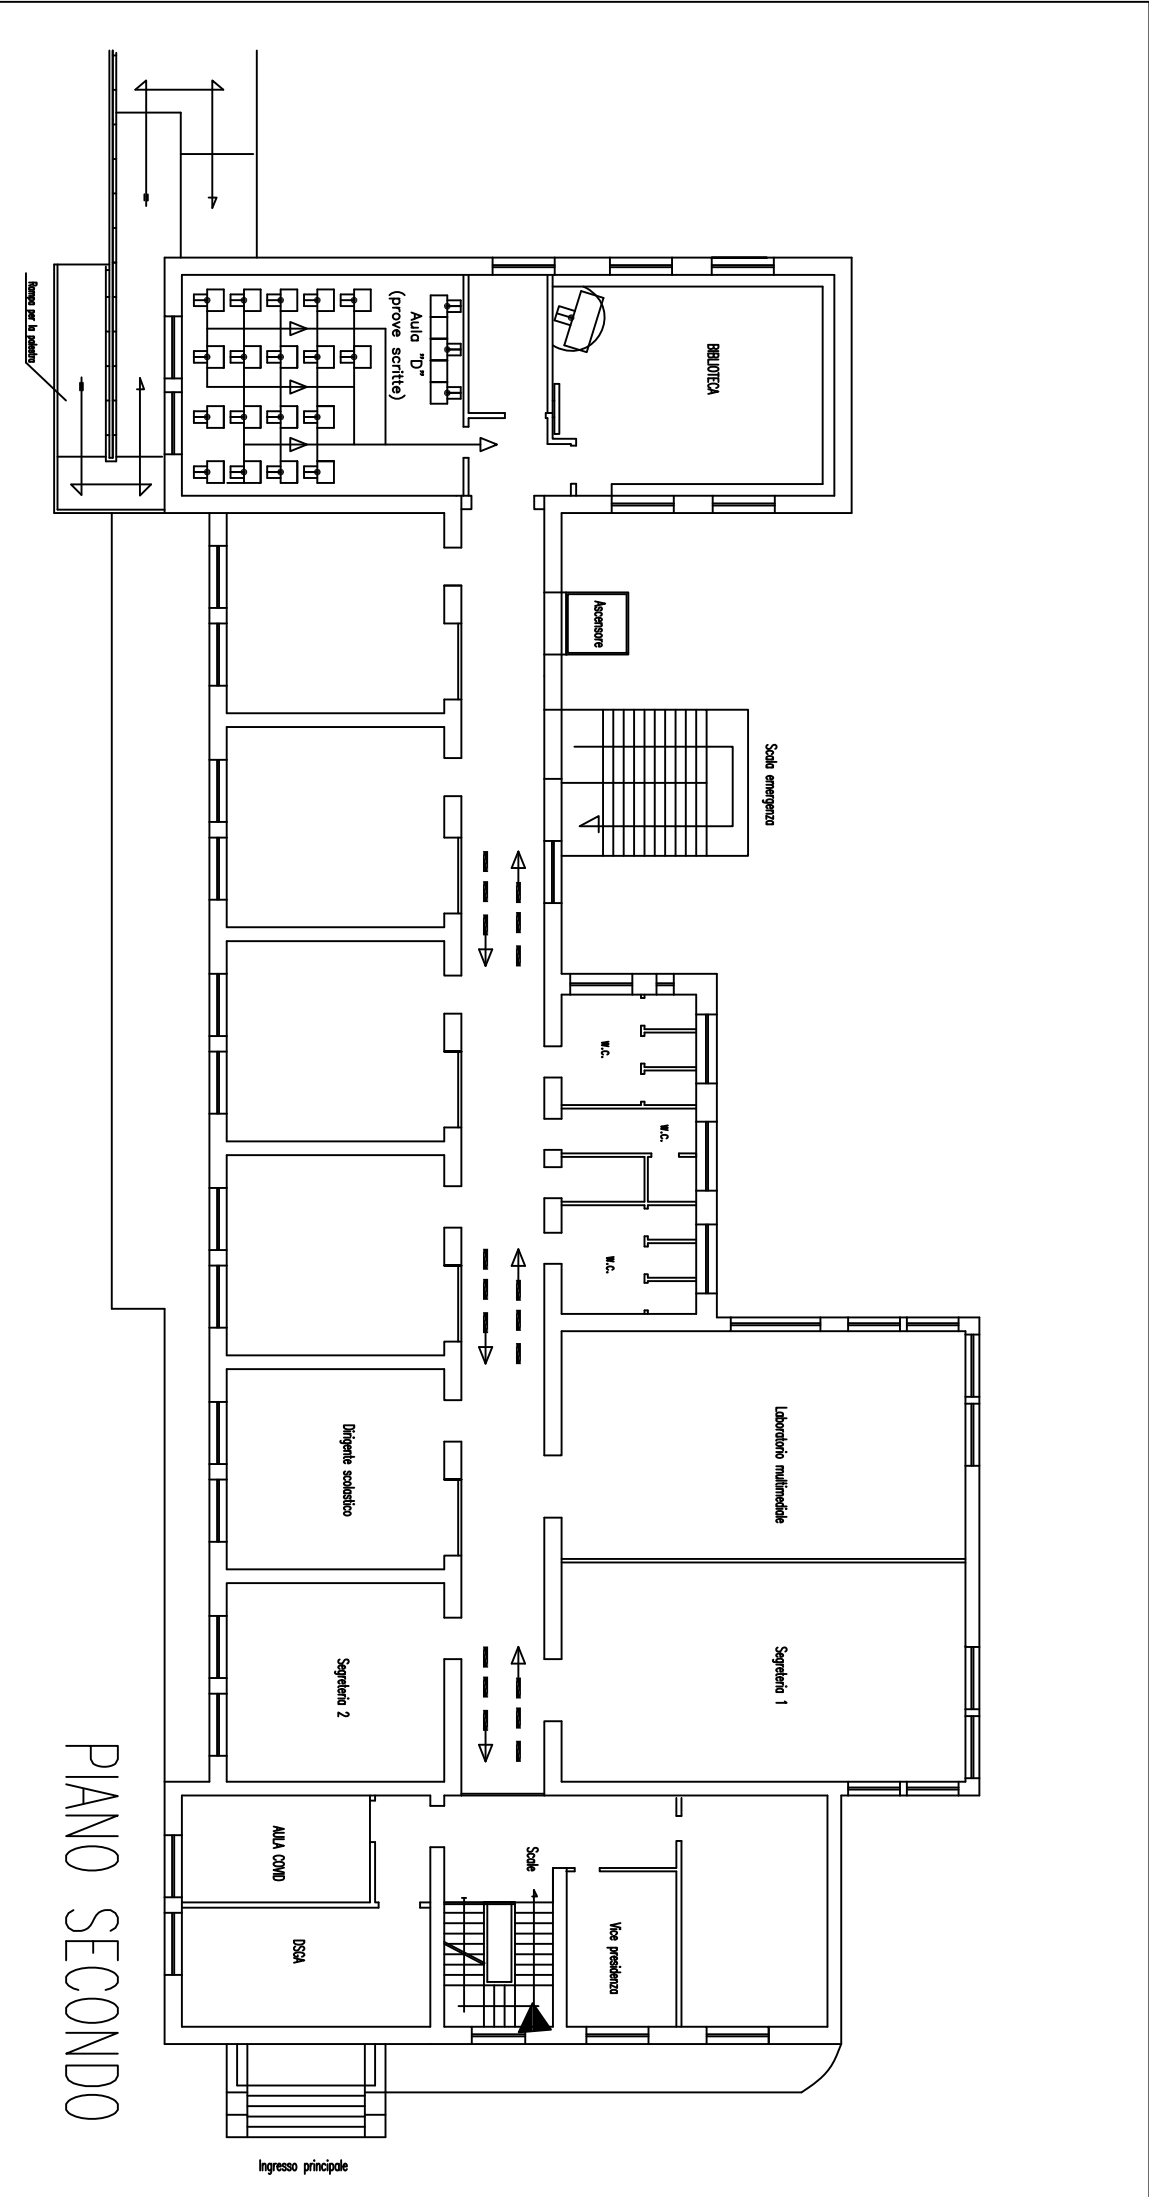 BIBLIOTECA
Aula "D"
(prove scritte)
Rampa per la palestra
Ascensore
Scala emergenza
W.C.
W.C.
W.C.
Laboratorio multimediale
Dirigente scolastico
Segreteria 1
Segreteria 2
AULA COVID
DSGA
Scale
Vice presidenza
Ingresso principale
PIANO SECONDO